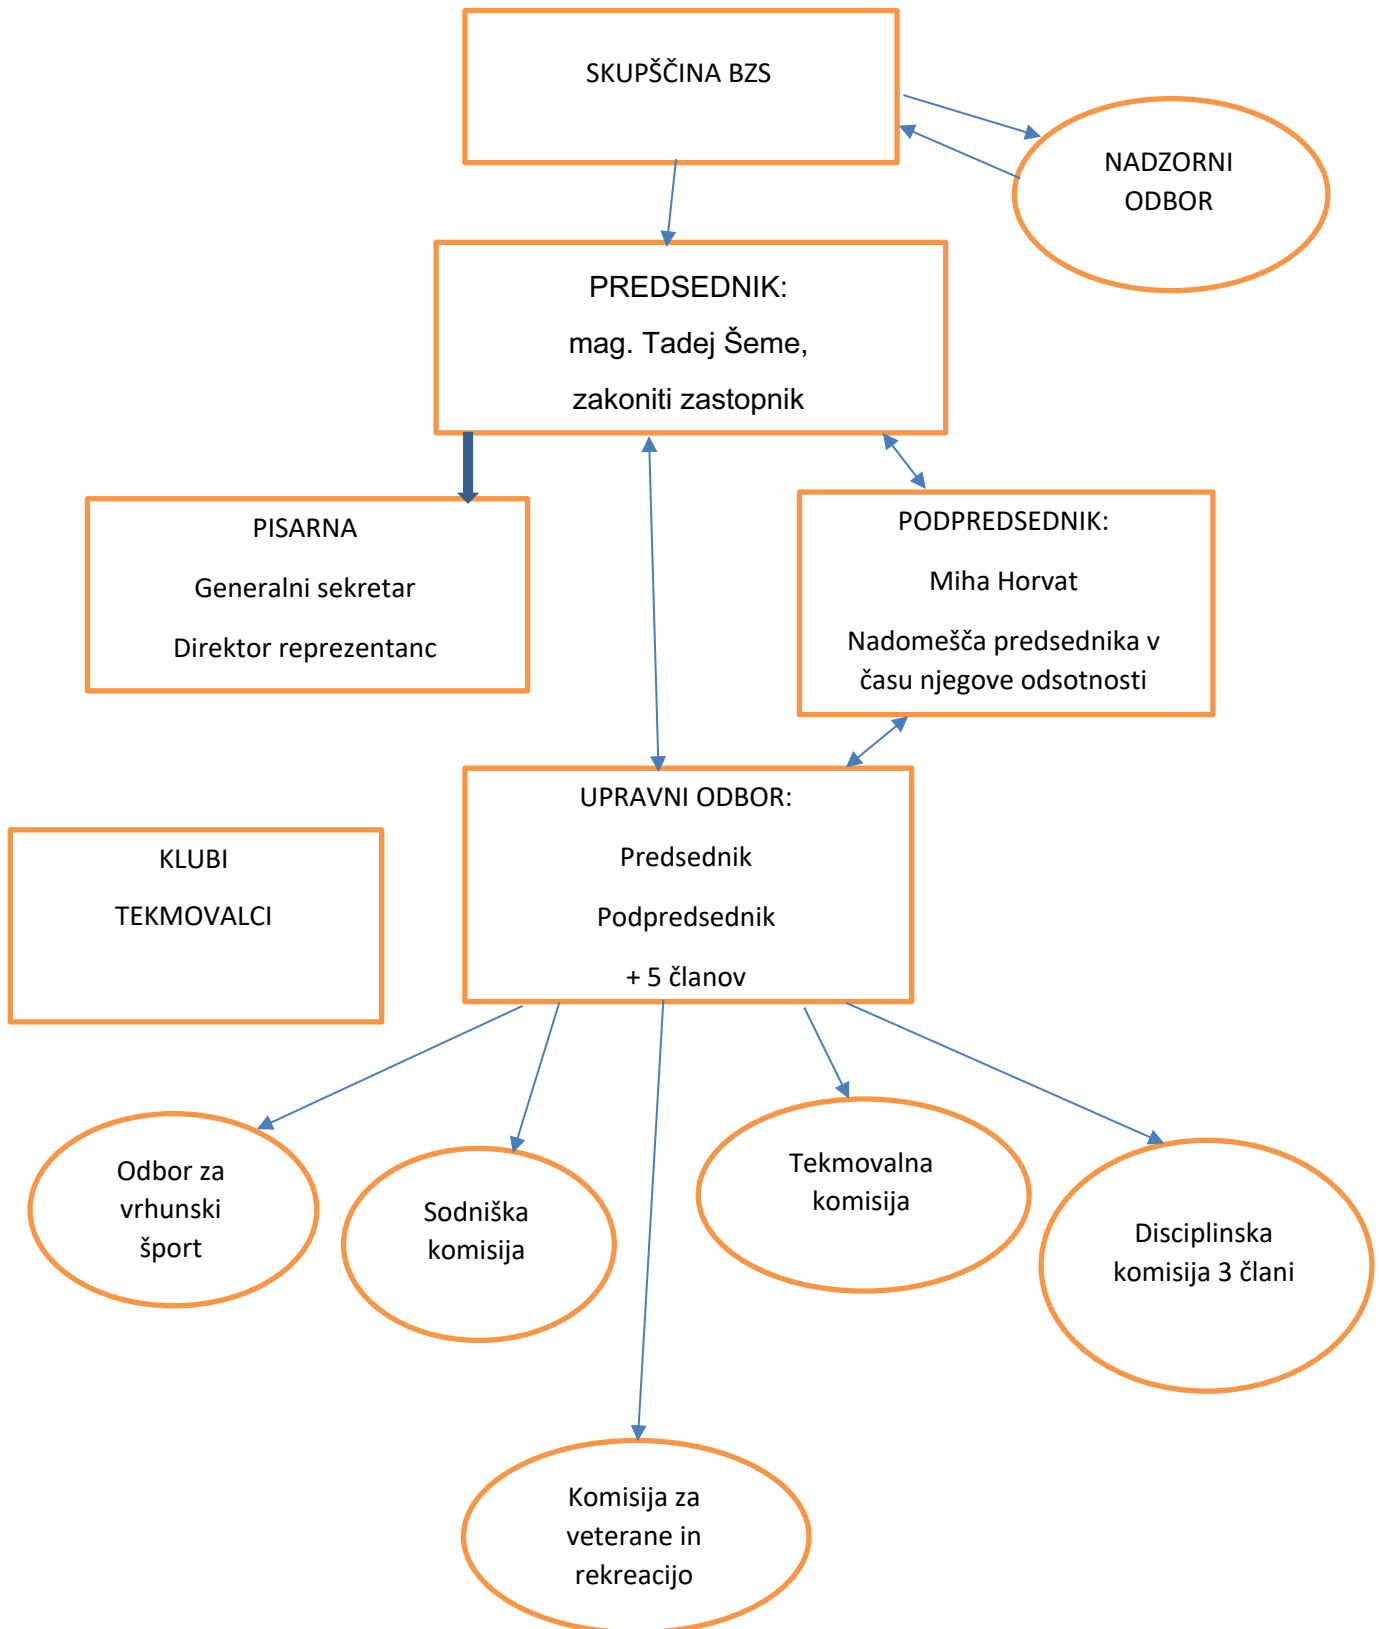 SKUPŠČINA BZS
NADZORNI
ODBOR
PREDSEDNIK:
mag. Tadej Šeme,
zakoniti zastopnik
PISARNA
Generalni sekretar
Direktor reprezentanc
PODPREDSEDNIK:
Miha Horvat
Nadomešča predsednika v
času njegove odsotnosti
UPRAVNI ODBOR:
Predsednik
Podpredsednik
+ 5 članov
KLUBI
TEKMOVALCI
Odbor za
vrhunski
šport
Sodniška
komisija
Tekmovalna
komisija
Disciplinska
komisija 3 člani
Komisija za
veterane in
rekreacijo